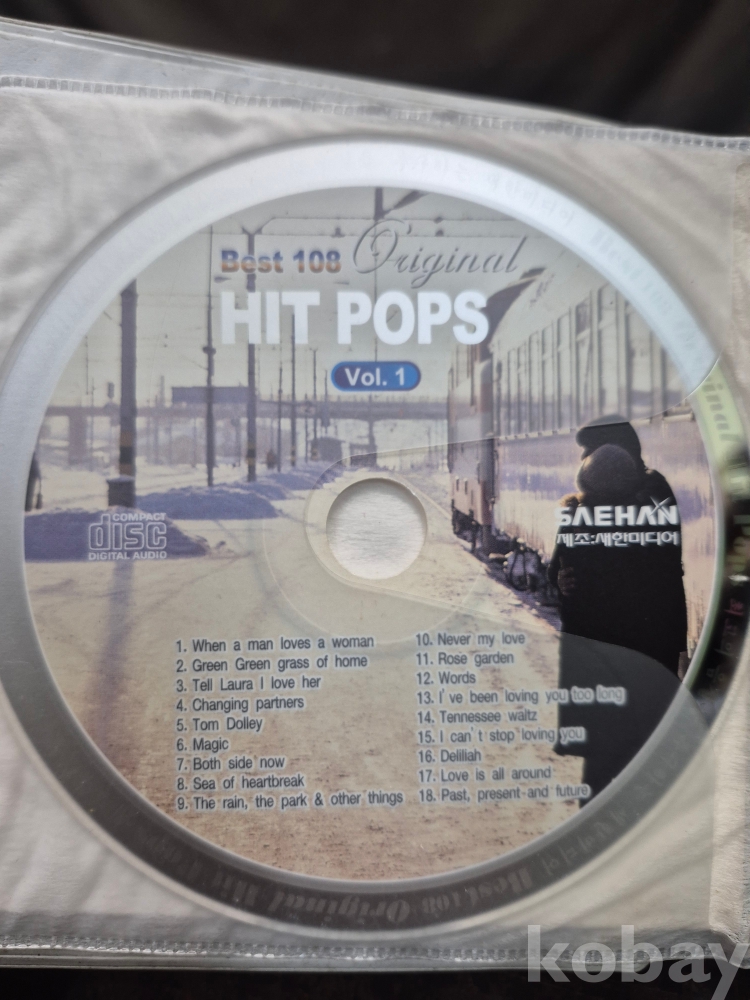 Best 108 Original
HIT POPS
Vol. 1
COMPACT
disc
DIGITAL AUDIO
SAEHAN
제조:새한미디어
1. When a man loves a woman
2. Green Green grass of home
3. Tell Laura I love her
4. Changing partners
5. Tom Dolley
6. Magic
7. Both side now
8. Sea of heartbreak
9. The rain, the park & other things
10. Never my love
11. Rose garden
12. Words
13. I've been loving you too long
14. Tennessee waltz
15. I can't stop loving you
16. Deliliah
17. Love is all around
18. Past, present and future
kobay